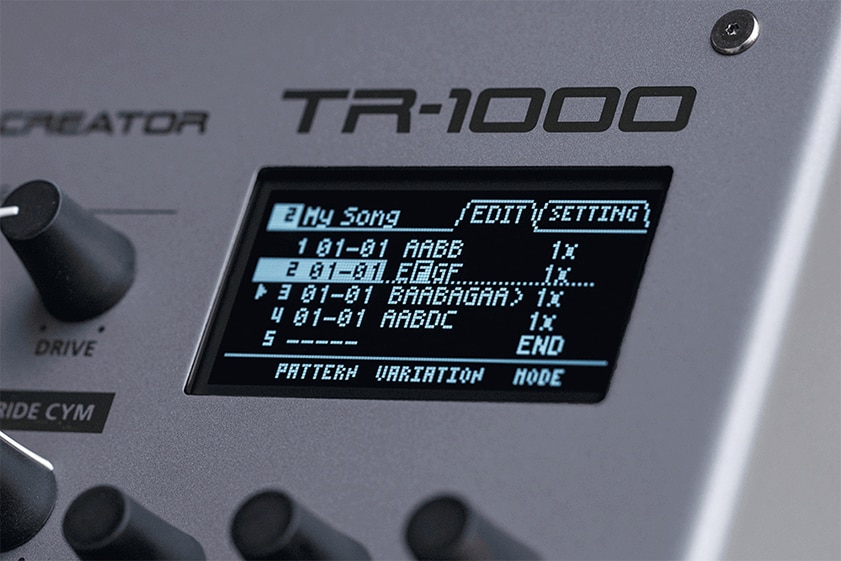 CREATOR
TR-1000
2 My Song EDIT SETTING
1 01-01 AABB 1x
2 01-01 EFGF 1x
3 01-01 BAABAGAA> 1x
4 01-01 AABDC 1x
5 ----- END
PATTERN VARIATION MODE
DRIVE
RIDE CYM